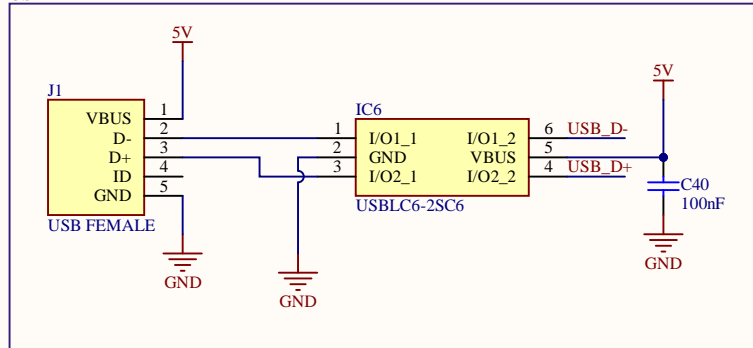 5V
J1
VBUS 1
D- 2
D+ 3
ID 4
GND 5
USB FEMALE
GND
GND
IC6
1 I/O1_1 I/O1_2 6 USB_D-
2 GND VBUS 5
3 I/O2_1 I/O2_2 4 USB_D+
USBLC6-2SC6
5V
C40
100nF
GND